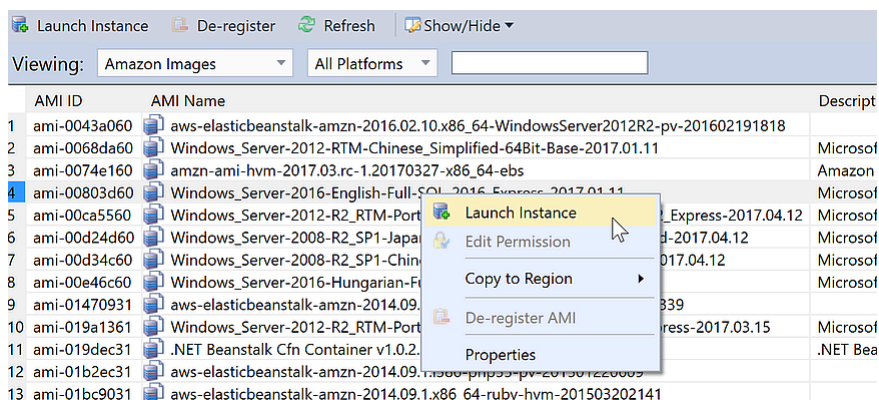 Launch Instance De-register Refresh Show/Hide
Viewing: Amazon Images All Platforms
AMI ID AMI Name Descript
1 ami-0043a060 aws-elasticbeanstalk-amzn-2016.02.10.x86_64-WindowsServer2012R2-pv-201602191818
2 ami-0068da60 Windows_Server-2012-RTM-Chinese_Simplified-64Bit-Base-2017.01.11 Microsof
3 ami-0074e160 amzn-ami-hvm-2017.03.rc-1.20170327-x86_64-ebs Amazon
4 ami-00803d60 Windows_Server-2016-English-Full-SQL_2016_Express-2017.01.11 Microsof
5 ami-00ca5560 Windows_Server-2012-R2_RTM-Port 2_Express-2017.04.12 Microsof
6 ami-00d24d60 Windows_Server-2008-R2_SP1-Japa d-2017.04.12 Microsof
7 ami-00d34c60 Windows_Server-2008-R2_SP1-Chin 017.04.12 Microsof
8 ami-00e46c60 Windows_Server-2016-Hungarian-Fu Microsof
9 ami-01470931 aws-elasticbeanstalk-amzn-2014.09. 339
10 ami-019a1361 Windows_Server-2012-R2_RTM-Port ress-2017.03.15 Microsof
11 ami-019dec31 .NET Beanstalk Cfn Container v1.0.2. .NET Bea
12 ami-01b2ec31 aws-elasticbeanstalk-amzn-2014.09.1.i386-php55-pv-201501220609
13 ami-01bc9031 aws-elasticbeanstalk-amzn-2014.09.1.x86_64-ruby-hvm-201503202141
Launch Instance
Edit Permission
Copy to Region
De-register AMI
Properties